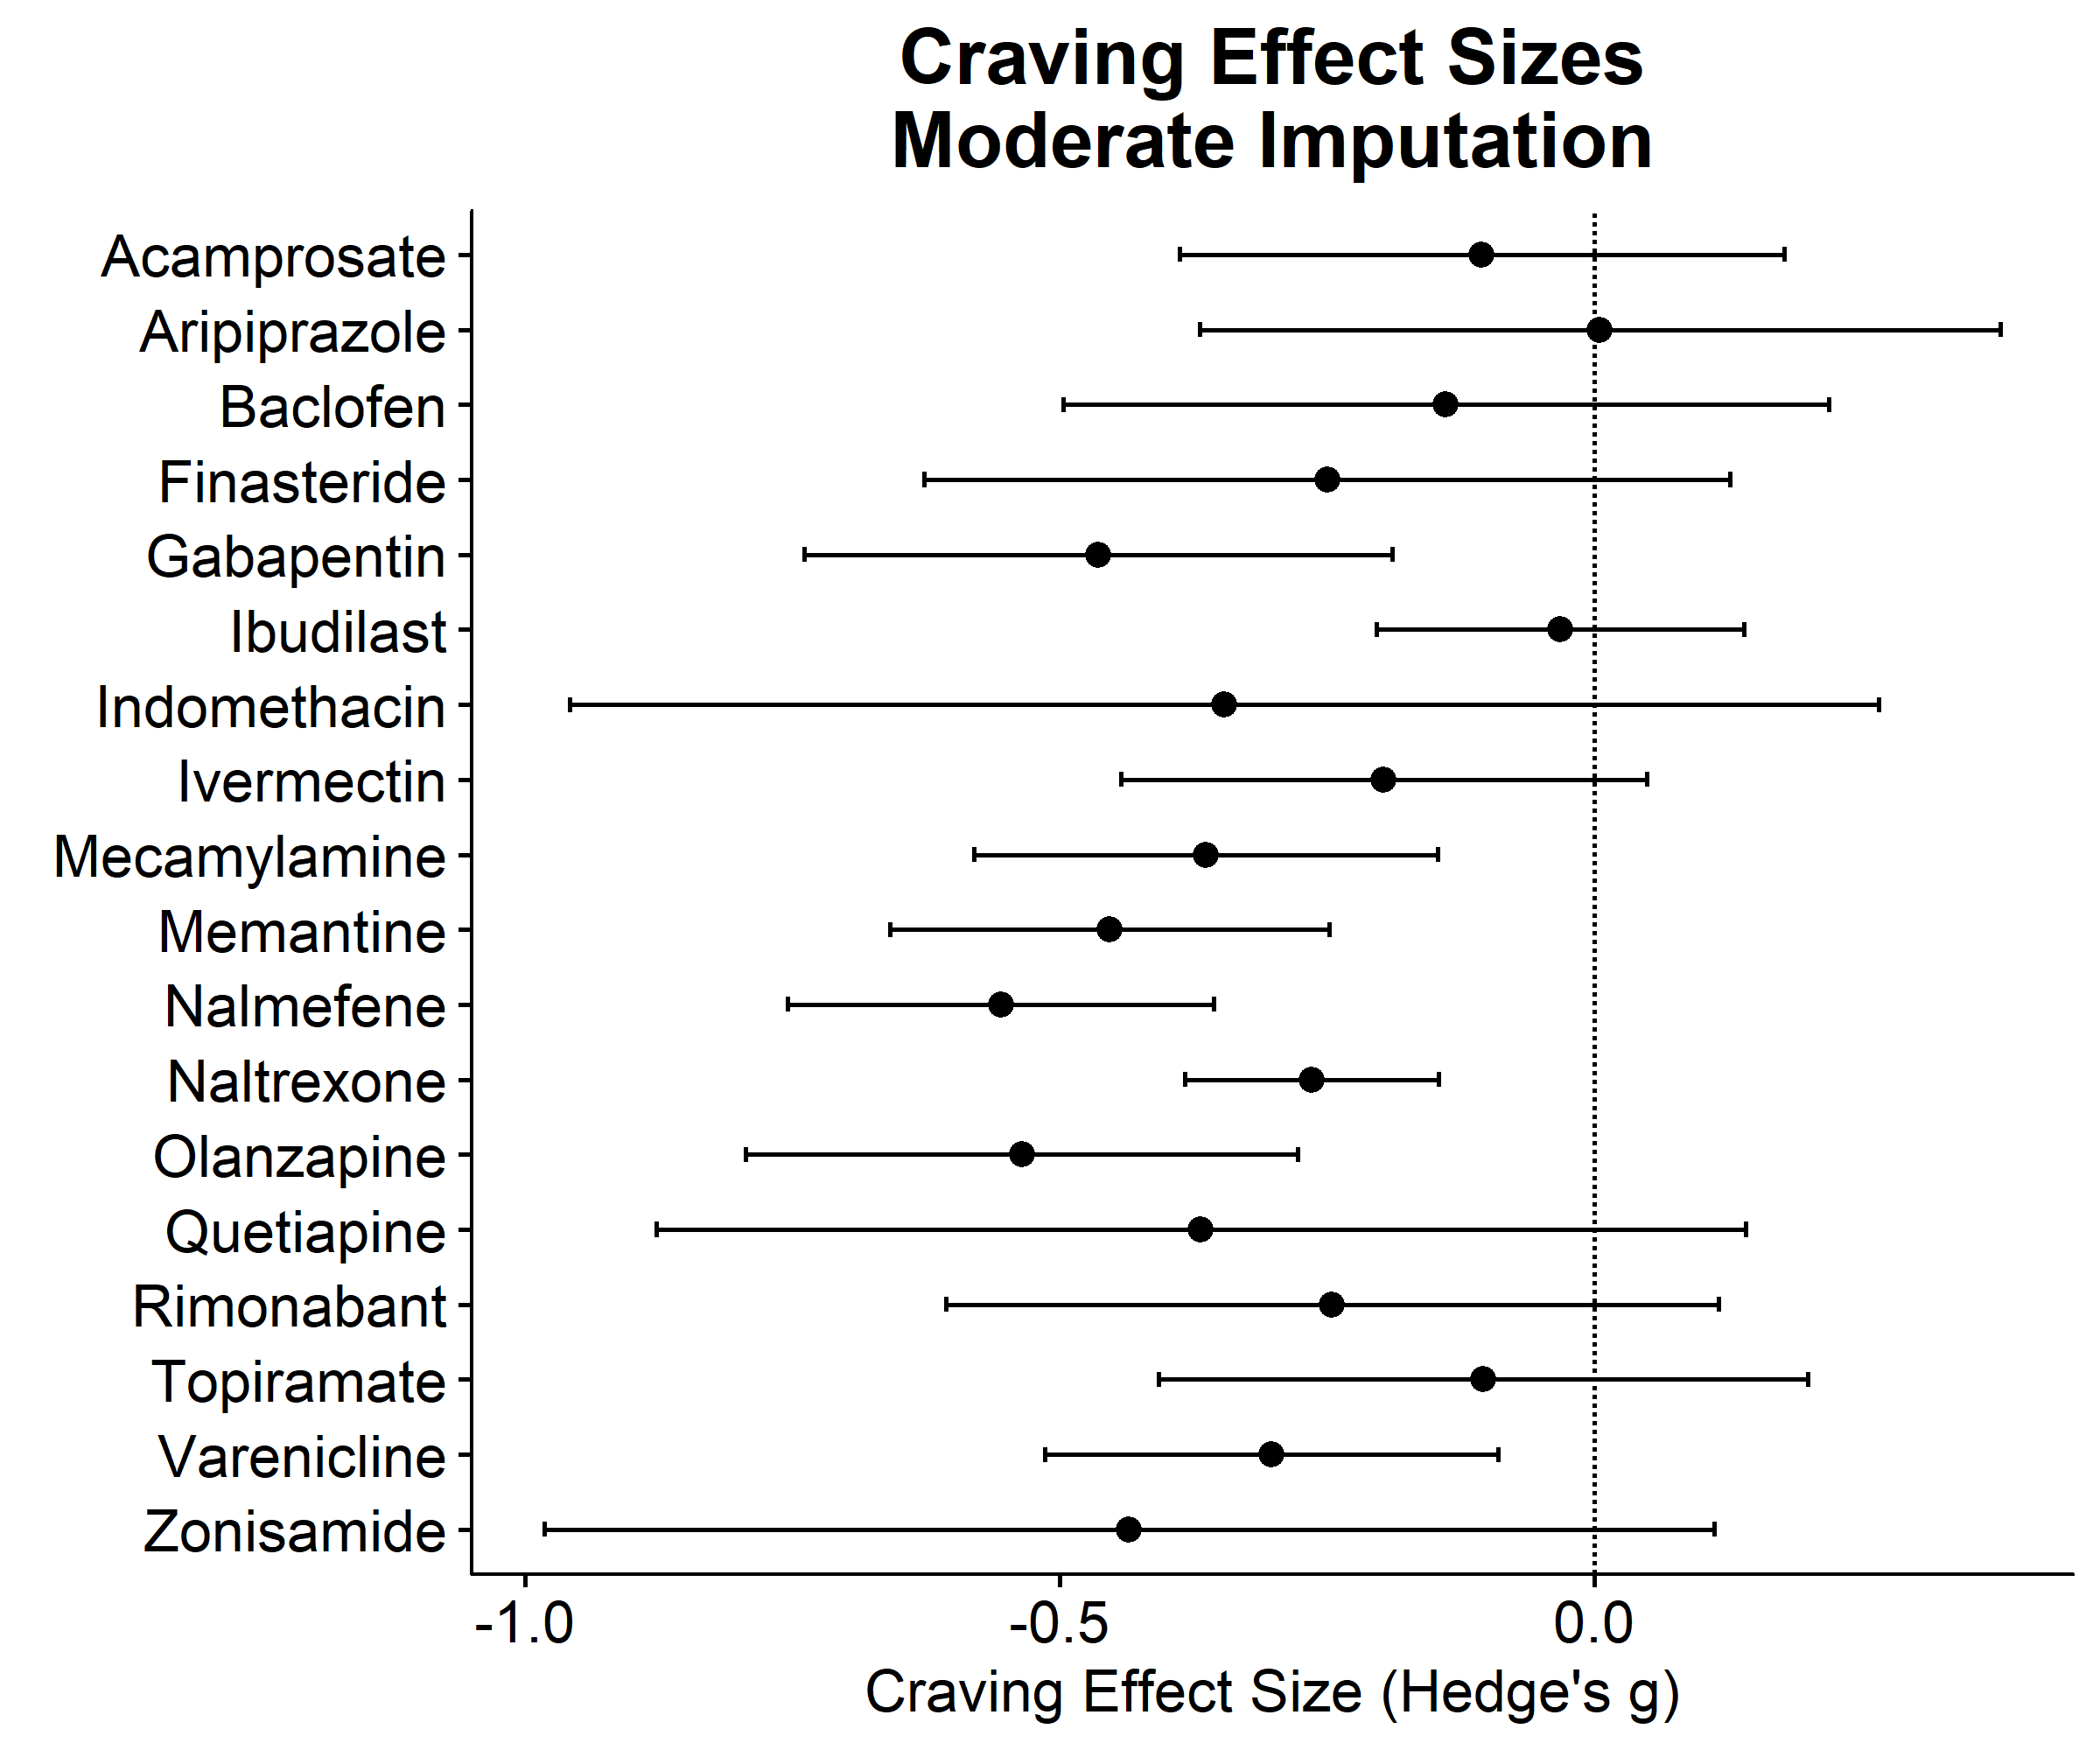 Craving Effect Sizes
Moderate Imputation
Acamprosate
Aripiprazole
Baclofen
Finasteride
Gabapentin
Ibudilast
Indomethacin
Ivermectin
Mecamylamine
Memantine
Nalmefene
Naltrexone
Olanzapine
Quetiapine
Rimonabant
Topiramate
Varenicline
Zonisamide
-1.0 -0.5 0.0
Craving Effect Size (Hedge's g)